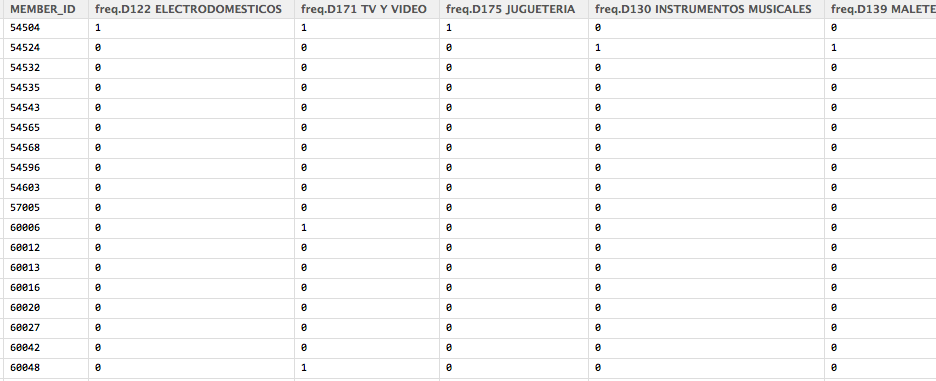 MEMBER_ID freq.D122 ELECTRODOMESTICOS freq.D171 TV Y VIDEO freq.D175 JUGUETERIA freq.D130 INSTRUMENTOS MUSICALES freq.D139 MALETE
54504 1 1 1 0 0
54524 0 0 0 1 1
54532 0 0 0 0 0
54535 0 0 0 0 0
54543 0 0 0 0 0
54565 0 0 0 0 0
54568 0 0 0 0 0
54596 0 0 0 0 0
54603 0 0 0 0 0
57005 0 0 0 0 0
60006 0 1 0 0 0
60012 0 0 0 0 0
60013 0 0 0 0 0
60016 0 0 0 0 0
60020 0 0 0 0 0
60027 0 0 0 0 0
60042 0 0 0 0 0
60048 0 1 0 0 0